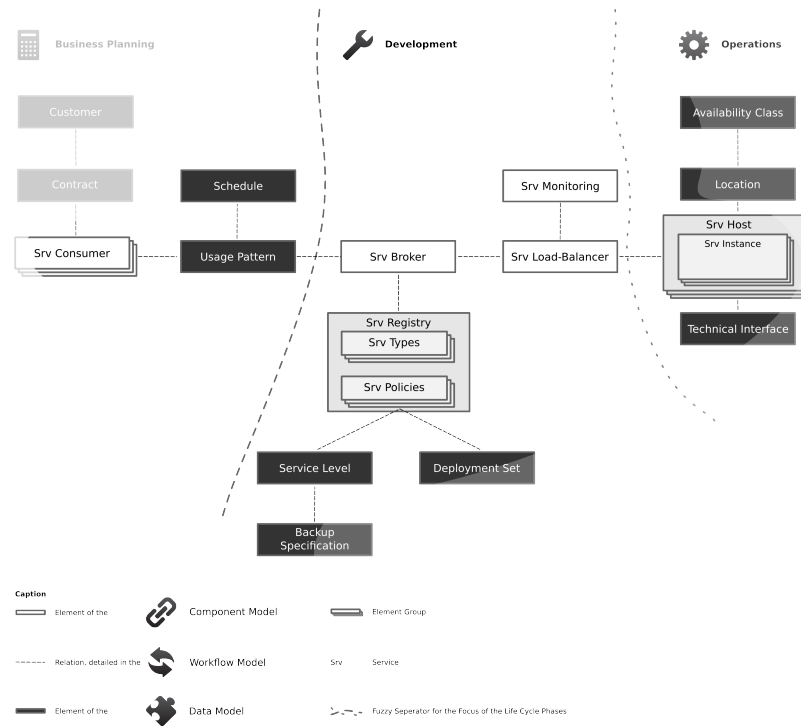 Business Planning
Development
Operations
Customer
Availability Class
Contract
Schedule
Srv Monitoring
Location
Srv Host
Srv Instance
Srv Consumer
Usage Pattern
Srv Broker
Srv Load-Balancer
Srv Registry
Srv Types
Technical Interface
Srv Policies
Service Level
Deployment Set
Backup
Specification
Caption
Element of the
Component Model
Element Group
Relation, detailed in the
Workflow Model
Srv
Service
Element of the
Data Model
Fuzzy Seperator for the Focus of the Life Cycle Phases